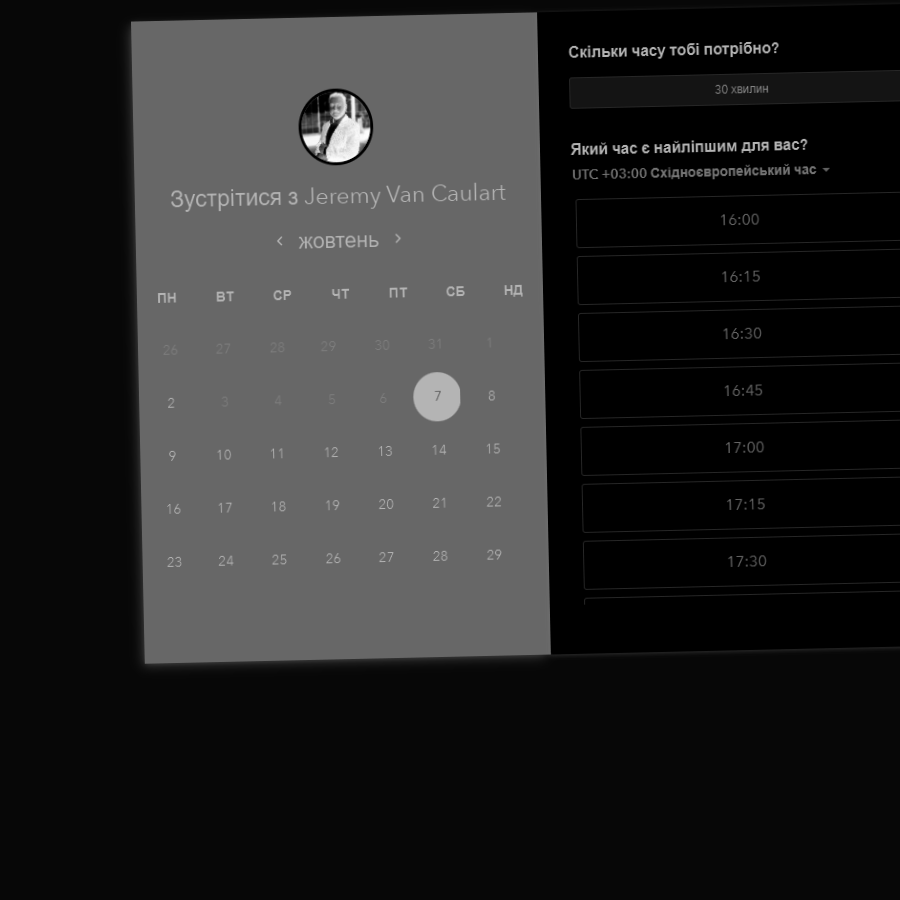 Зустрітися з Jeremy Van Caulart
жовтень
ПН ВТ СР ЧТ ПТ СБ НД
26 27 28 29 30 31 1
2 3 4 5 6 7 8
9 10 11 12 13 14 15
16 17 18 19 20 21 22
23 24 25 26 27 28 29
Скільки часу тобі потрібно?
30 хвилин
Який час є найліпшим для вас?
UTC +03:00 Східноєвропейський час
16:00
16:15
16:30
16:45
17:00
17:15
17:30